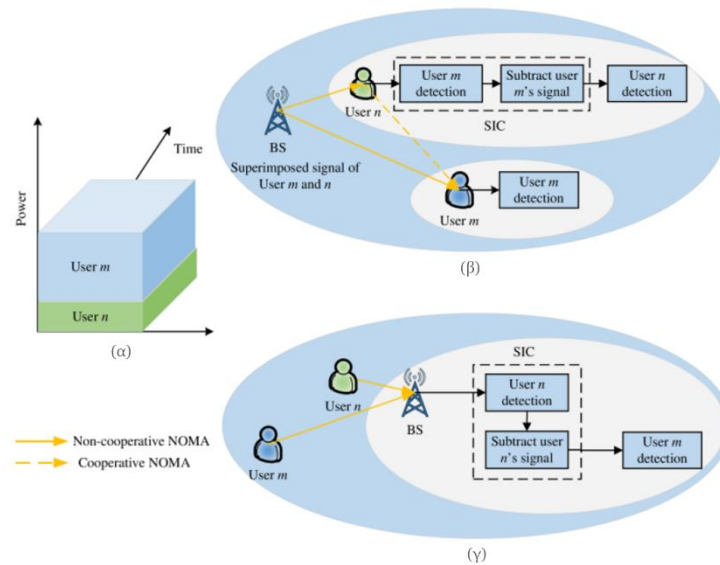 Power
Time
User m
User n
(α)
User n
BS
Superimposed signal of
User m and n
User m
detection
Subtract user
m's signal
SIC
User n
detection
User m
User m
detection
(β)
Non-cooperative NOMA
Cooperative NOMA
User n
User m
BS
SIC
User n
detection
Subtract user
n's signal
User m
detection
(γ)